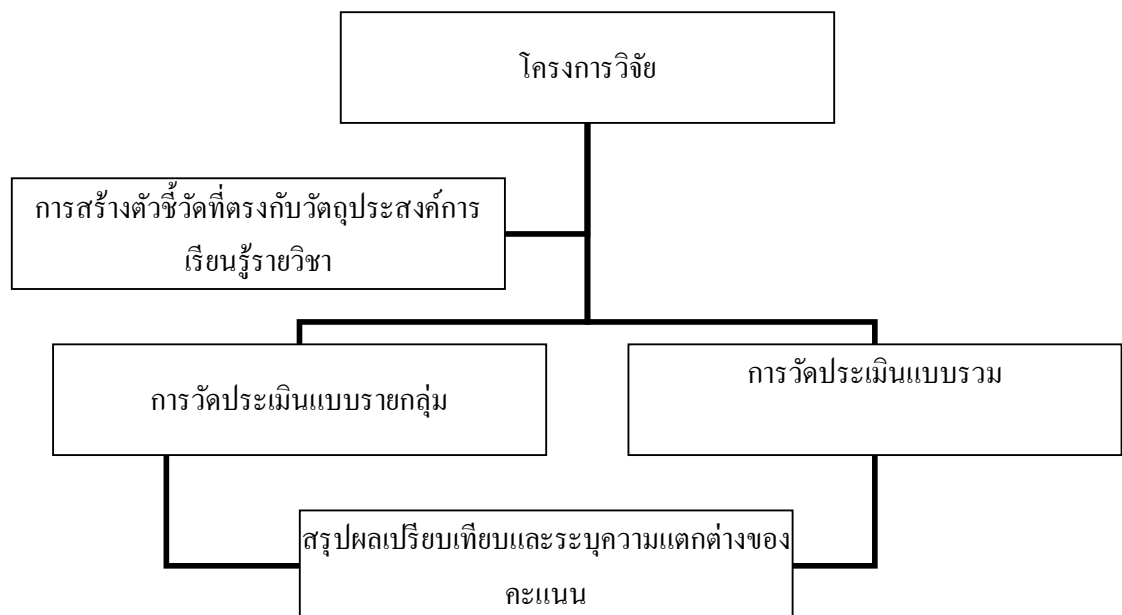 โครงการวิจัย
การสร้างตัวชี้วัดที่ตรงกับวัตถุประสงค์การ
เรียนรู้รายวิชา
การวัดประเมินแบบรายกลุ่ม
การวัดประเมินแบบรวม
สรุปผลเปรียบเทียบและระบุความแตกต่างของ
คะแนน